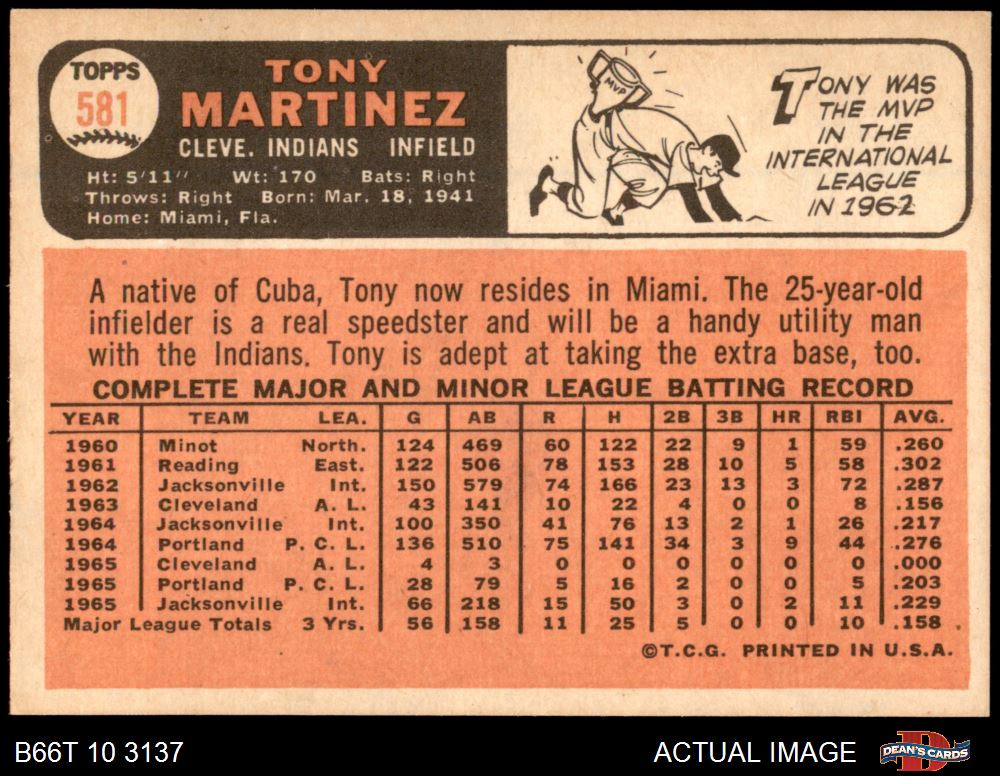 TOPPS
581
TONY
MARTINEZ
CLEVE. INDIANS INFIELD
Ht: 5'11" Wt: 170 Bats: Right
Throws: Right Born: Mar. 18, 1941
Home: Miami, Fla.
MVP
TONY WAS
THE MVP
IN THE
INTERNATIONAL
LEAGUE
IN 1962
A native of Cuba, Tony now resides in Miami. The 25-year-old
infielder is a real speedster and will be a handy utility man
with the Indians. Tony is adept at taking the extra base, too.
COMPLETE MAJOR AND MINOR LEAGUE BATTING RECORD
YEAR TEAM LEA. G AB R H 2B 3B HR RBI AVG.
1960 Minot North. 124 469 60 122 22 9 1 59 .260
1961 Reading East. 122 506 78 153 28 10 5 58 .302
1962 Jacksonville Int. 150 579 74 166 23 13 3 72 .287
1963 Cleveland A. L. 43 141 10 22 4 0 0 8 .156
1964 Jacksonville Int. 100 350 41 76 13 2 1 26 .217
1964 Portland P. C. L. 136 510 75 141 34 3 9 44 .276
1965 Cleveland A. L. 4 3 0 0 0 0 0 0 .000
1965 Portland P. C. L. 28 79 5 16 2 0 0 5 .203
1965 Jacksonville Int. 66 218 15 50 3 0 2 11 .229
Major League Totals 3 Yrs. 56 158 11 25 5 0 0 10 .158
©T.C.G. PRINTED IN U.S.A.
B66T 10 3137
ACTUAL IMAGE
DEAN'S CARDS